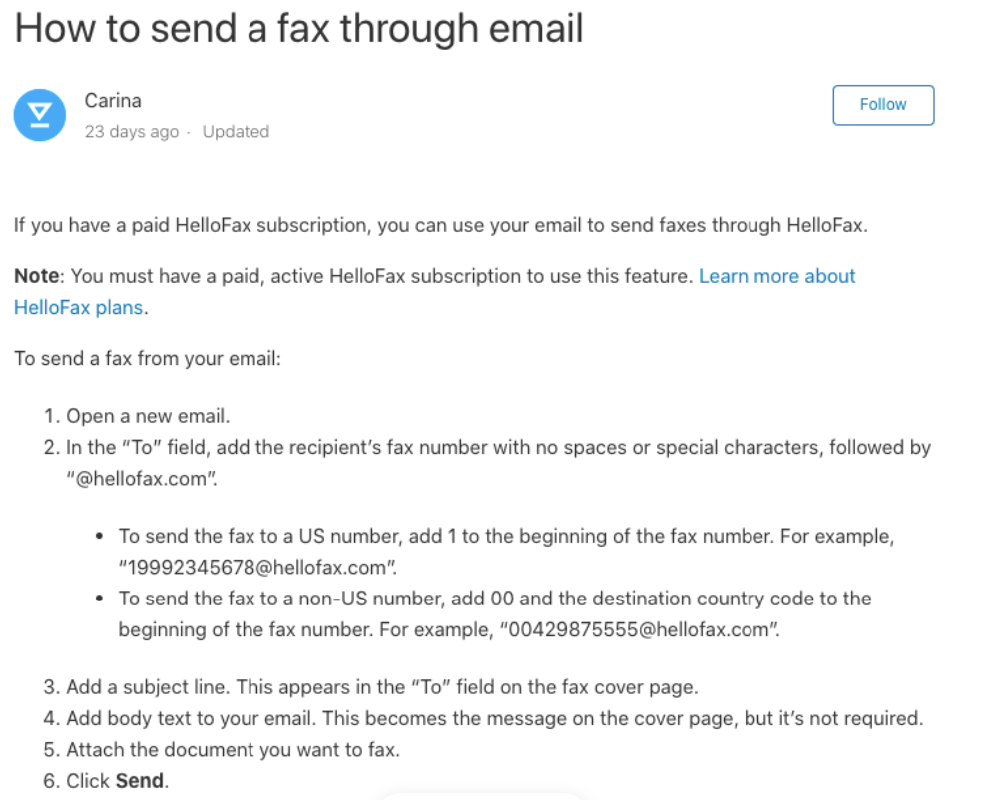 How to send a fax through email
Carina
Follow
23 days ago · Updated
If you have a paid HelloFax subscription, you can use your email to send faxes through HelloFax.
Note: You must have a paid, active HelloFax subscription to use this feature. Learn more about
HelloFax plans.
To send a fax from your email:
1. Open a new email.
2. In the “To” field, add the recipient’s fax number with no spaces or special characters, followed by
“@hellofax.com”.
• To send the fax to a US number, add 1 to the beginning of the fax number. For example,
“19992345678@hellofax.com”.
• To send the fax to a non-US number, add 00 and the destination country code to the
beginning of the fax number. For example, “00429875555@hellofax.com”.
3. Add a subject line. This appears in the “To” field on the fax cover page.
4. Add body text to your email. This becomes the message on the cover page, but it’s not required.
5. Attach the document you want to fax.
6. Click Send.